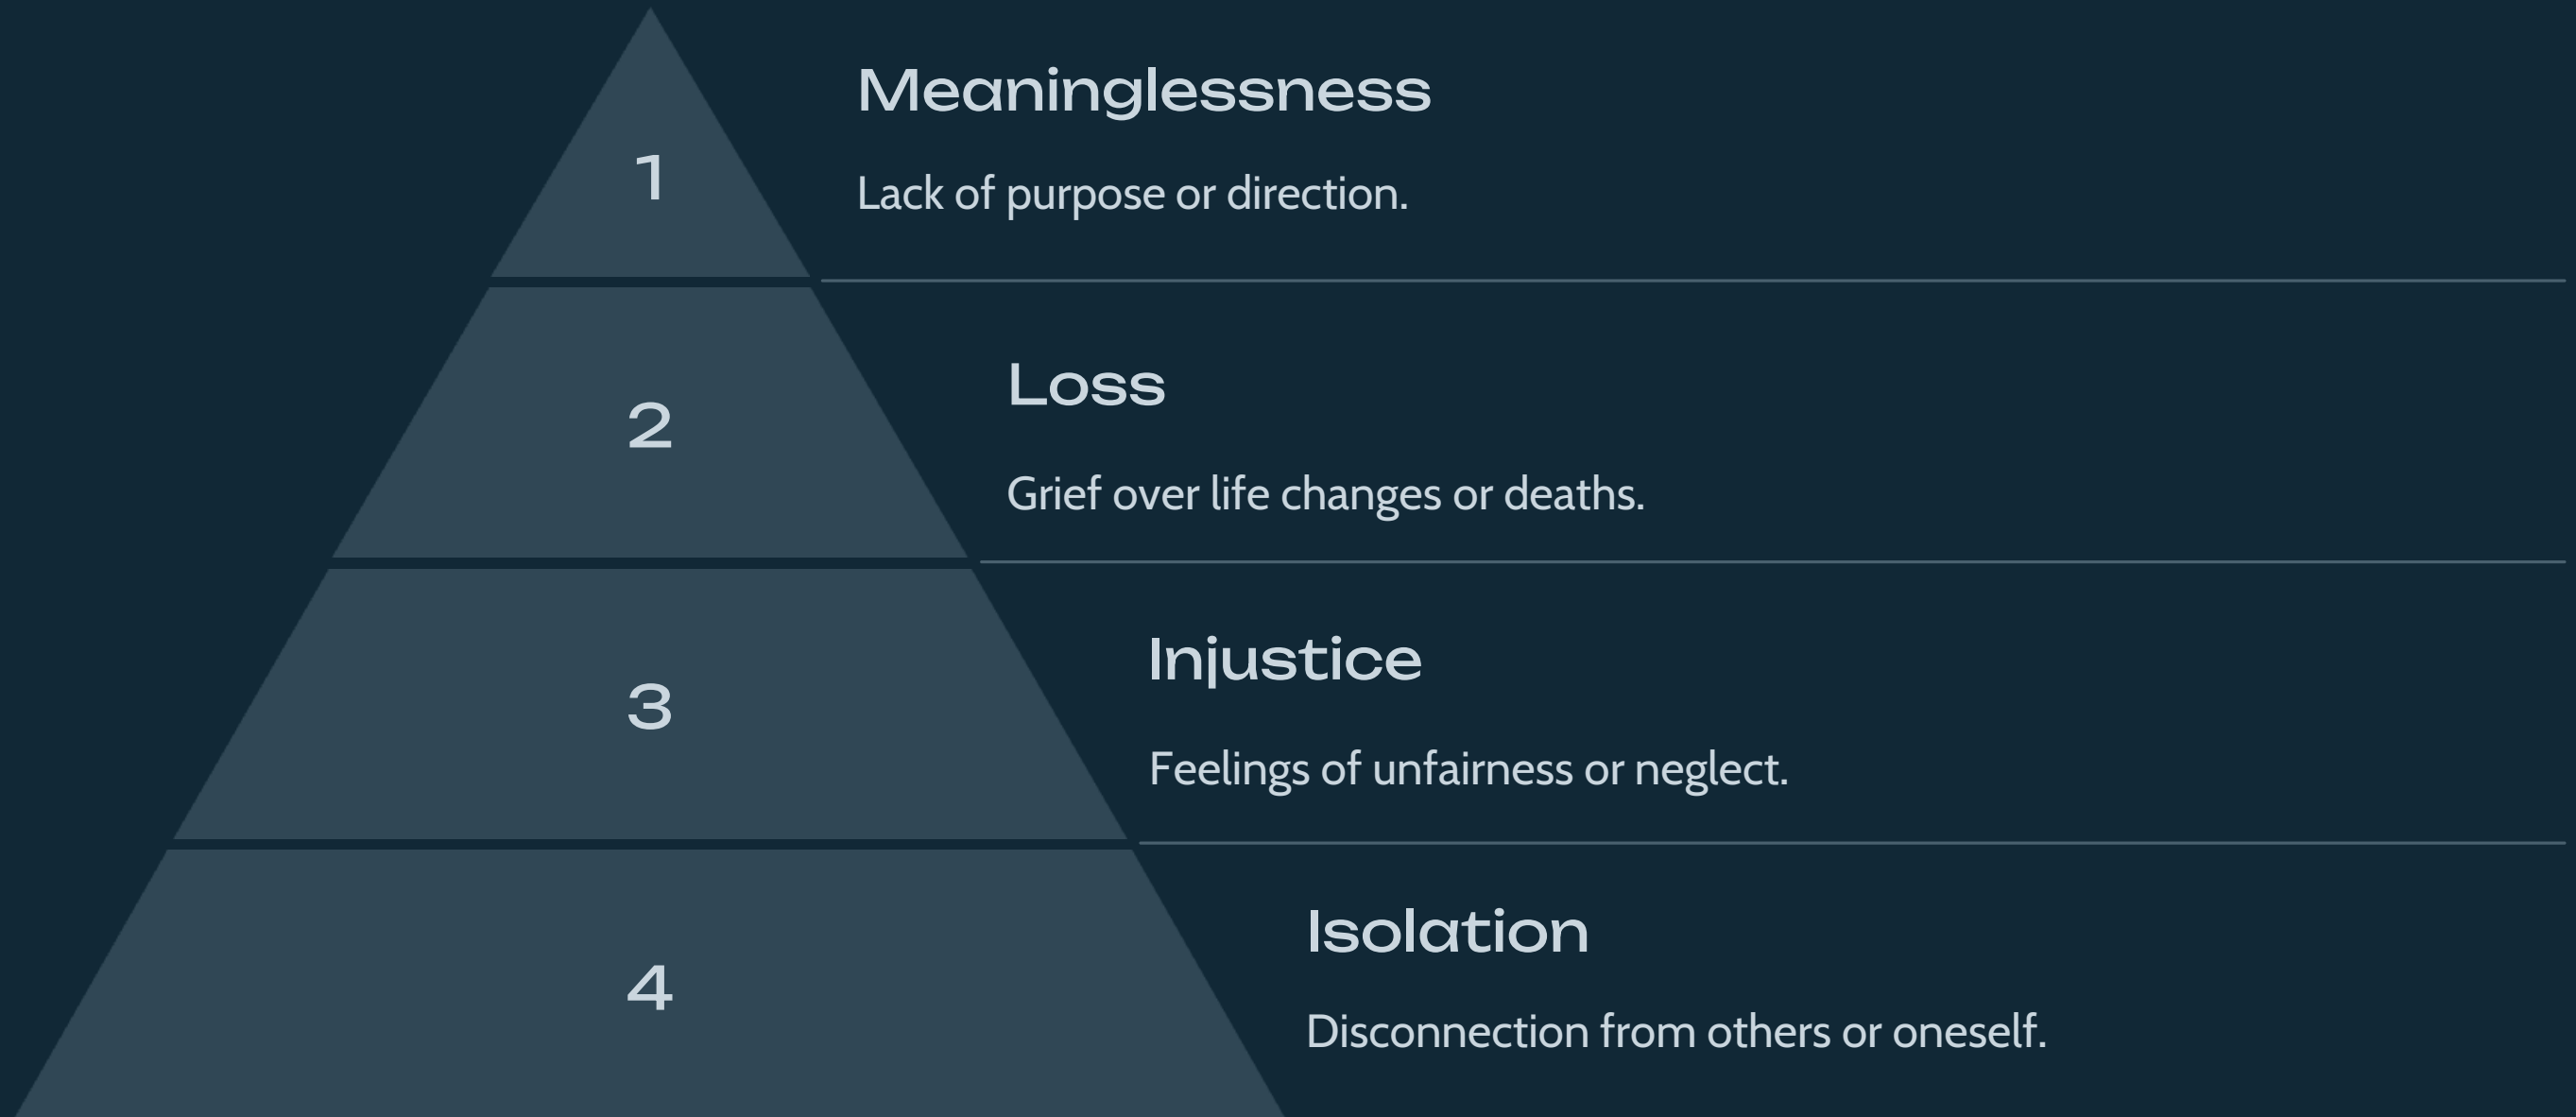 1
Meaninglessness
Lack of purpose or direction.
2
Loss
Grief over life changes or deaths.
3
Injustice
Feelings of unfairness or neglect.
4
Isolation
Disconnection from others or oneself.